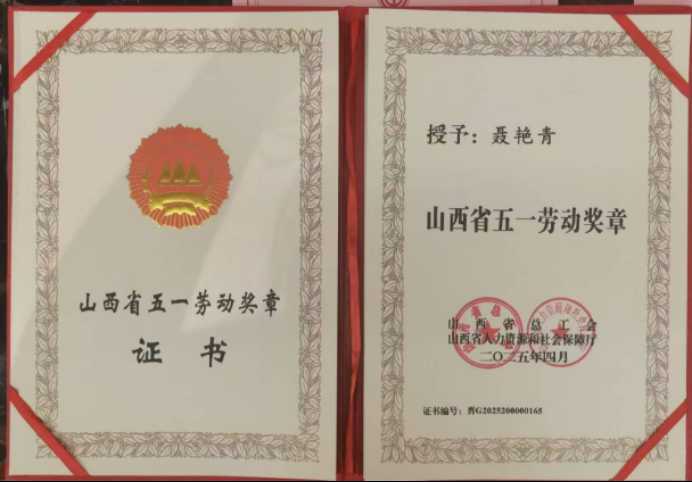 山西省五一劳动奖章
证书
授予：聂艳青
山西省五一劳动奖章
山西省总工会
山西省人力资源和社会保障厅
二〇二五年四月
证书编号：晋G2025200000165